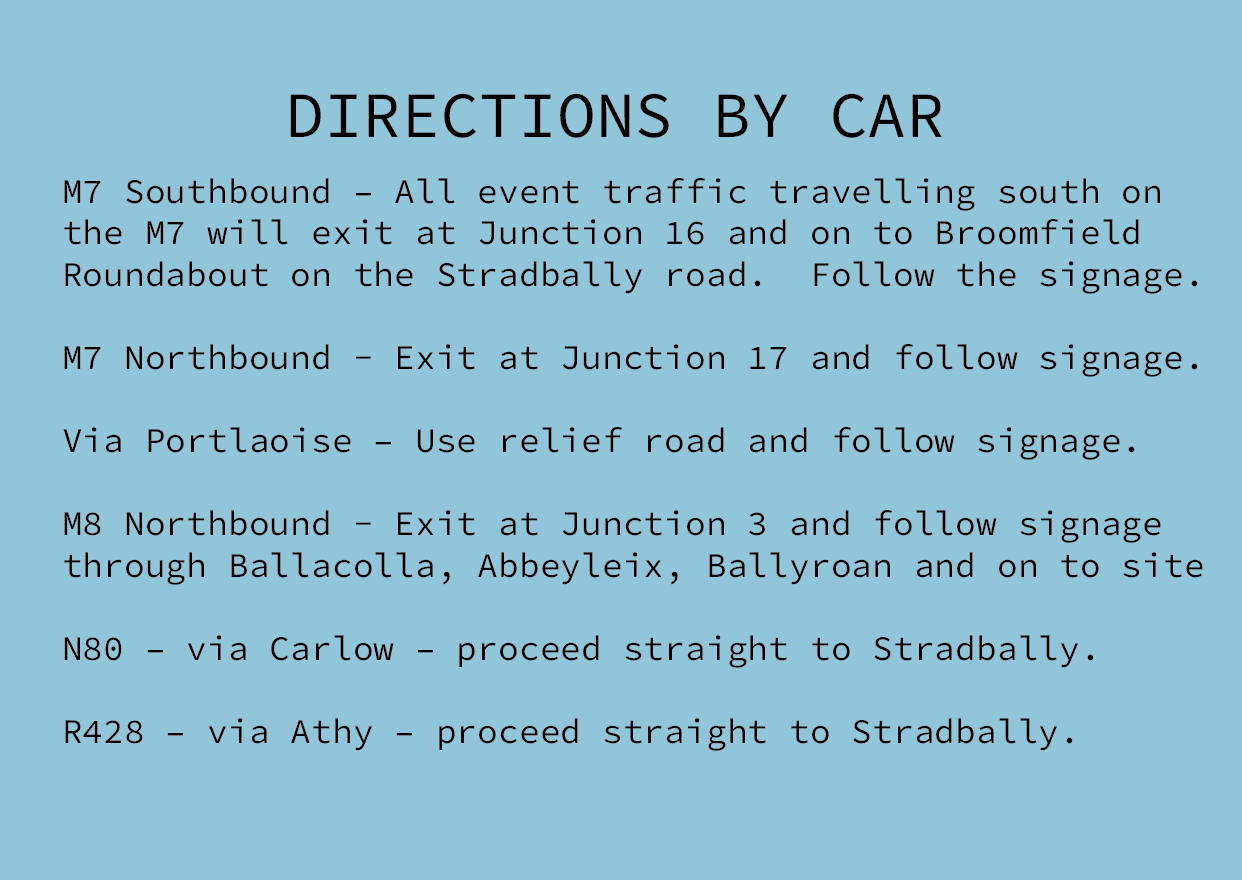 DIRECTIONS BY CAR
M7 Southbound – All event traffic travelling south on
the M7 will exit at Junction 16 and on to Broomfield
Roundabout on the Stradbally road.  Follow the signage.
M7 Northbound - Exit at Junction 17 and follow signage.
Via Portlaoise – Use relief road and follow signage.
M8 Northbound - Exit at Junction 3 and follow signage
through Ballacolla, Abbeyleix, Ballyroan and on to site
N80 – via Carlow – proceed straight to Stradbally.
R428 – via Athy – proceed straight to Stradbally.